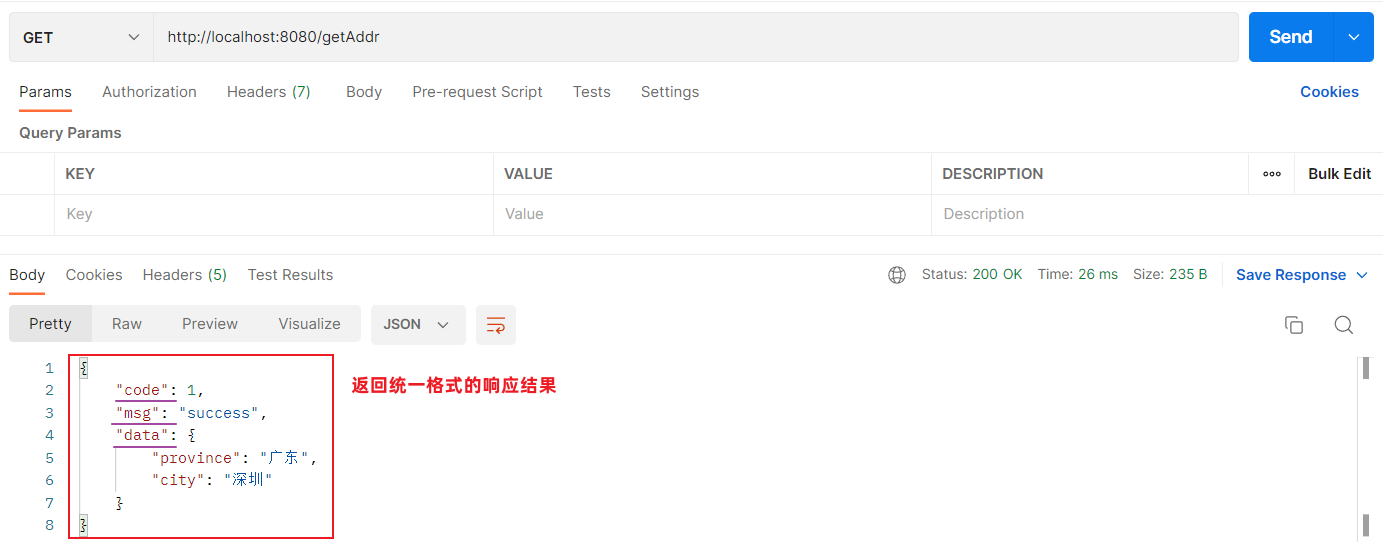 GET http://localhost:8080/getAddr Send
Params Authorization Headers (7) Body Pre-request Script Tests Settings Cookies
Query Params
KEY VALUE DESCRIPTION ooo Bulk Edit
Key Value Description
Body Cookies Headers (5) Test Results Status: 200 OK Time: 26 ms Size: 235 B Save Response
Pretty Raw Preview Visualize JSON
1 {
2 "code": 1, 返回统一格式的响应结果
3 "msg": "success",
4 "data": {
5 "province": "广东",
6 "city": "深圳"
7 }
8 }